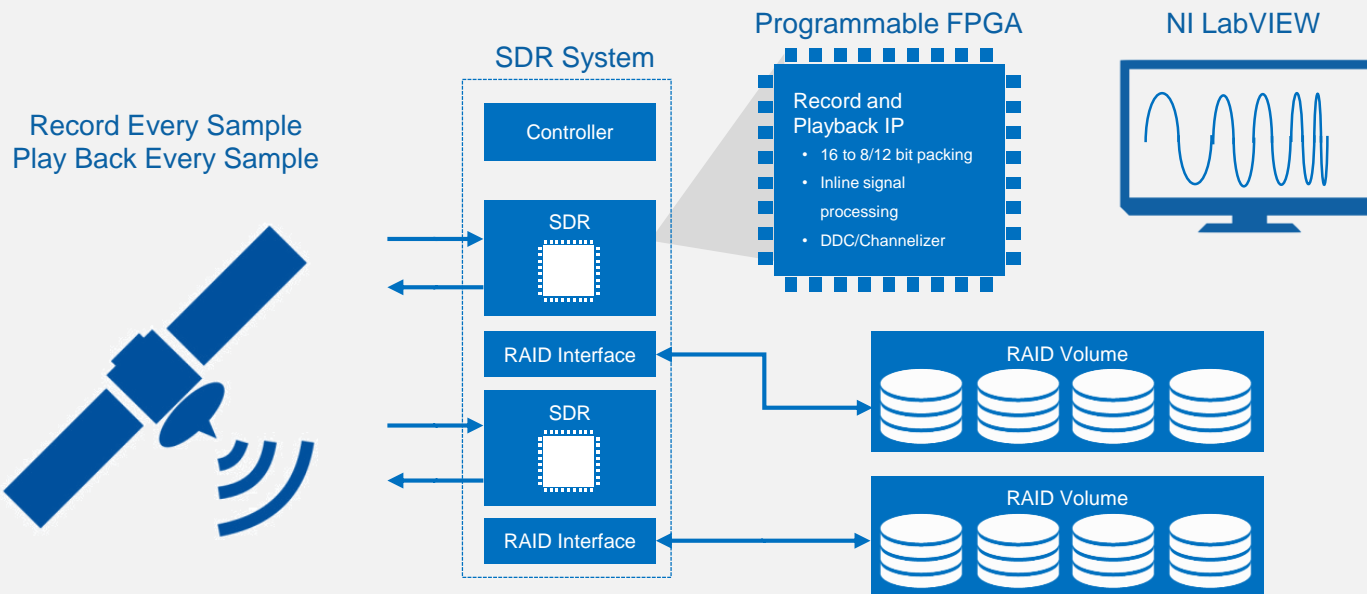 Record Every Sample
Play Back Every Sample
SDR System
Controller
SDR
RAID Interface
SDR
RAID Interface
Programmable FPGA
Record and
Playback IP
• 16 to 8/12 bit packing
• Inline signal
processing
• DDC/Channelizer
NI LabVIEW
RAID Volume
RAID Volume